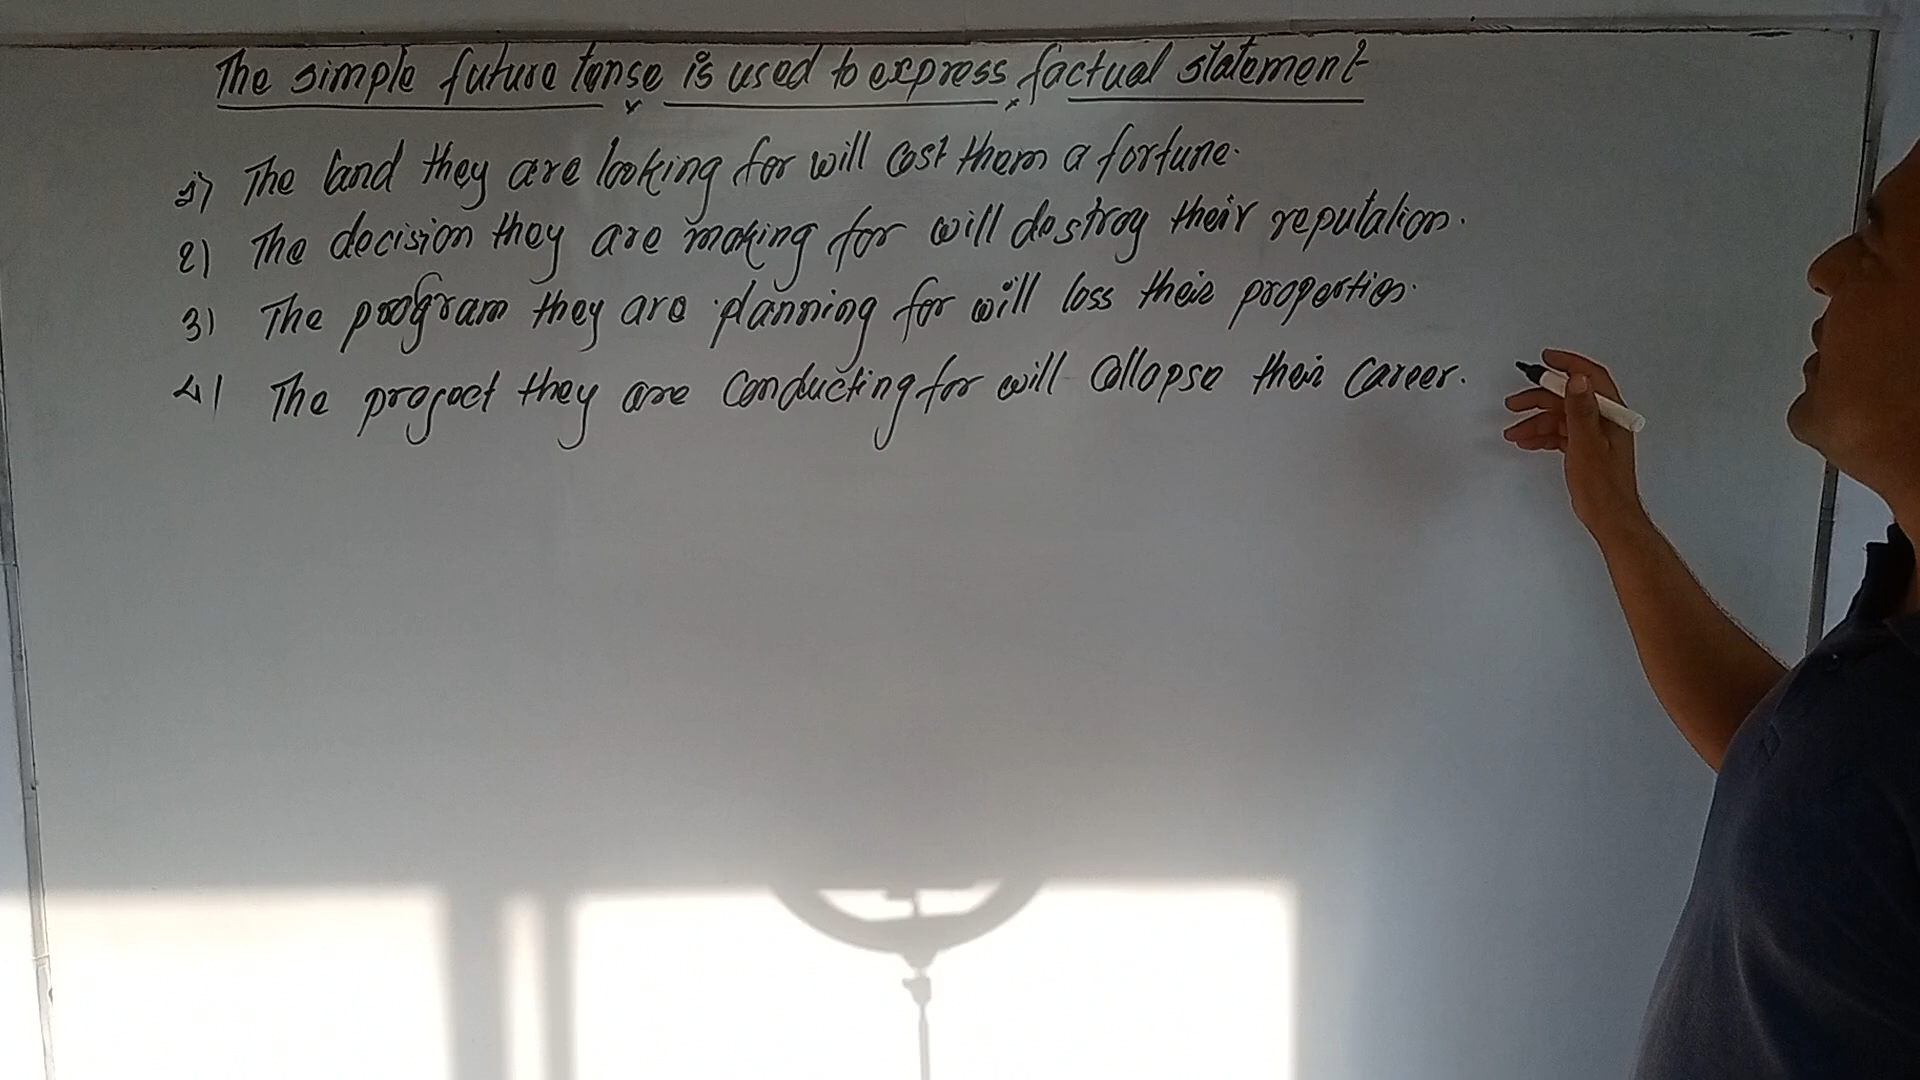 The simple future tense is used to express factual statement
1) The land they are looking for will cost them a fortune.
2) The decision they are making for will destroy their reputation.
3) The program they are planning for will loss their properties.
4) The project they are conducting for will collapse their career.